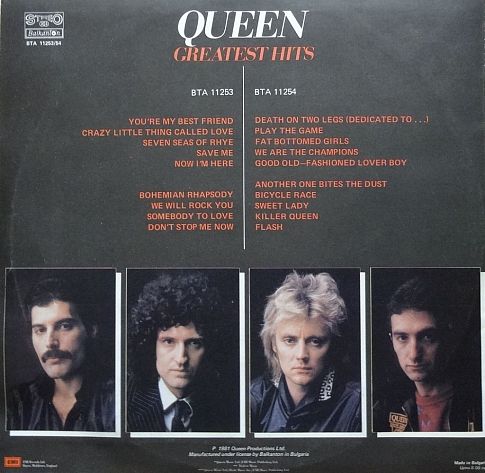 STEREO
Balkanton
BTA 11253/54
QUEEN
GREATEST HITS
BTA 11253
YOU'RE MY BEST FRIEND
CRAZY LITTLE THING CALLED LOVE
SEVEN SEAS OF RHYE
SAVE ME
NOW I'M HERE
BOHEMIAN RHAPSODY
WE WILL ROCK YOU
SOMEBODY TO LOVE
DON'T STOP ME NOW
BTA 11254
DEATH ON TWO LEGS (DEDICATED TO . . .)
PLAY THE GAME
FAT BOTTOMED GIRLS
WE ARE THE CHAMPIONS
GOOD OLD—FASHIONED LOVER BOY
ANOTHER ONE BITES THE DUST
BICYCLE RACE
SWEET LADY
KILLER QUEEN
FLASH
P 1981 Queen Productions Ltd.
Manufactured under license by Balkanton in Bulgaria
EMI
Made in Bulgaria